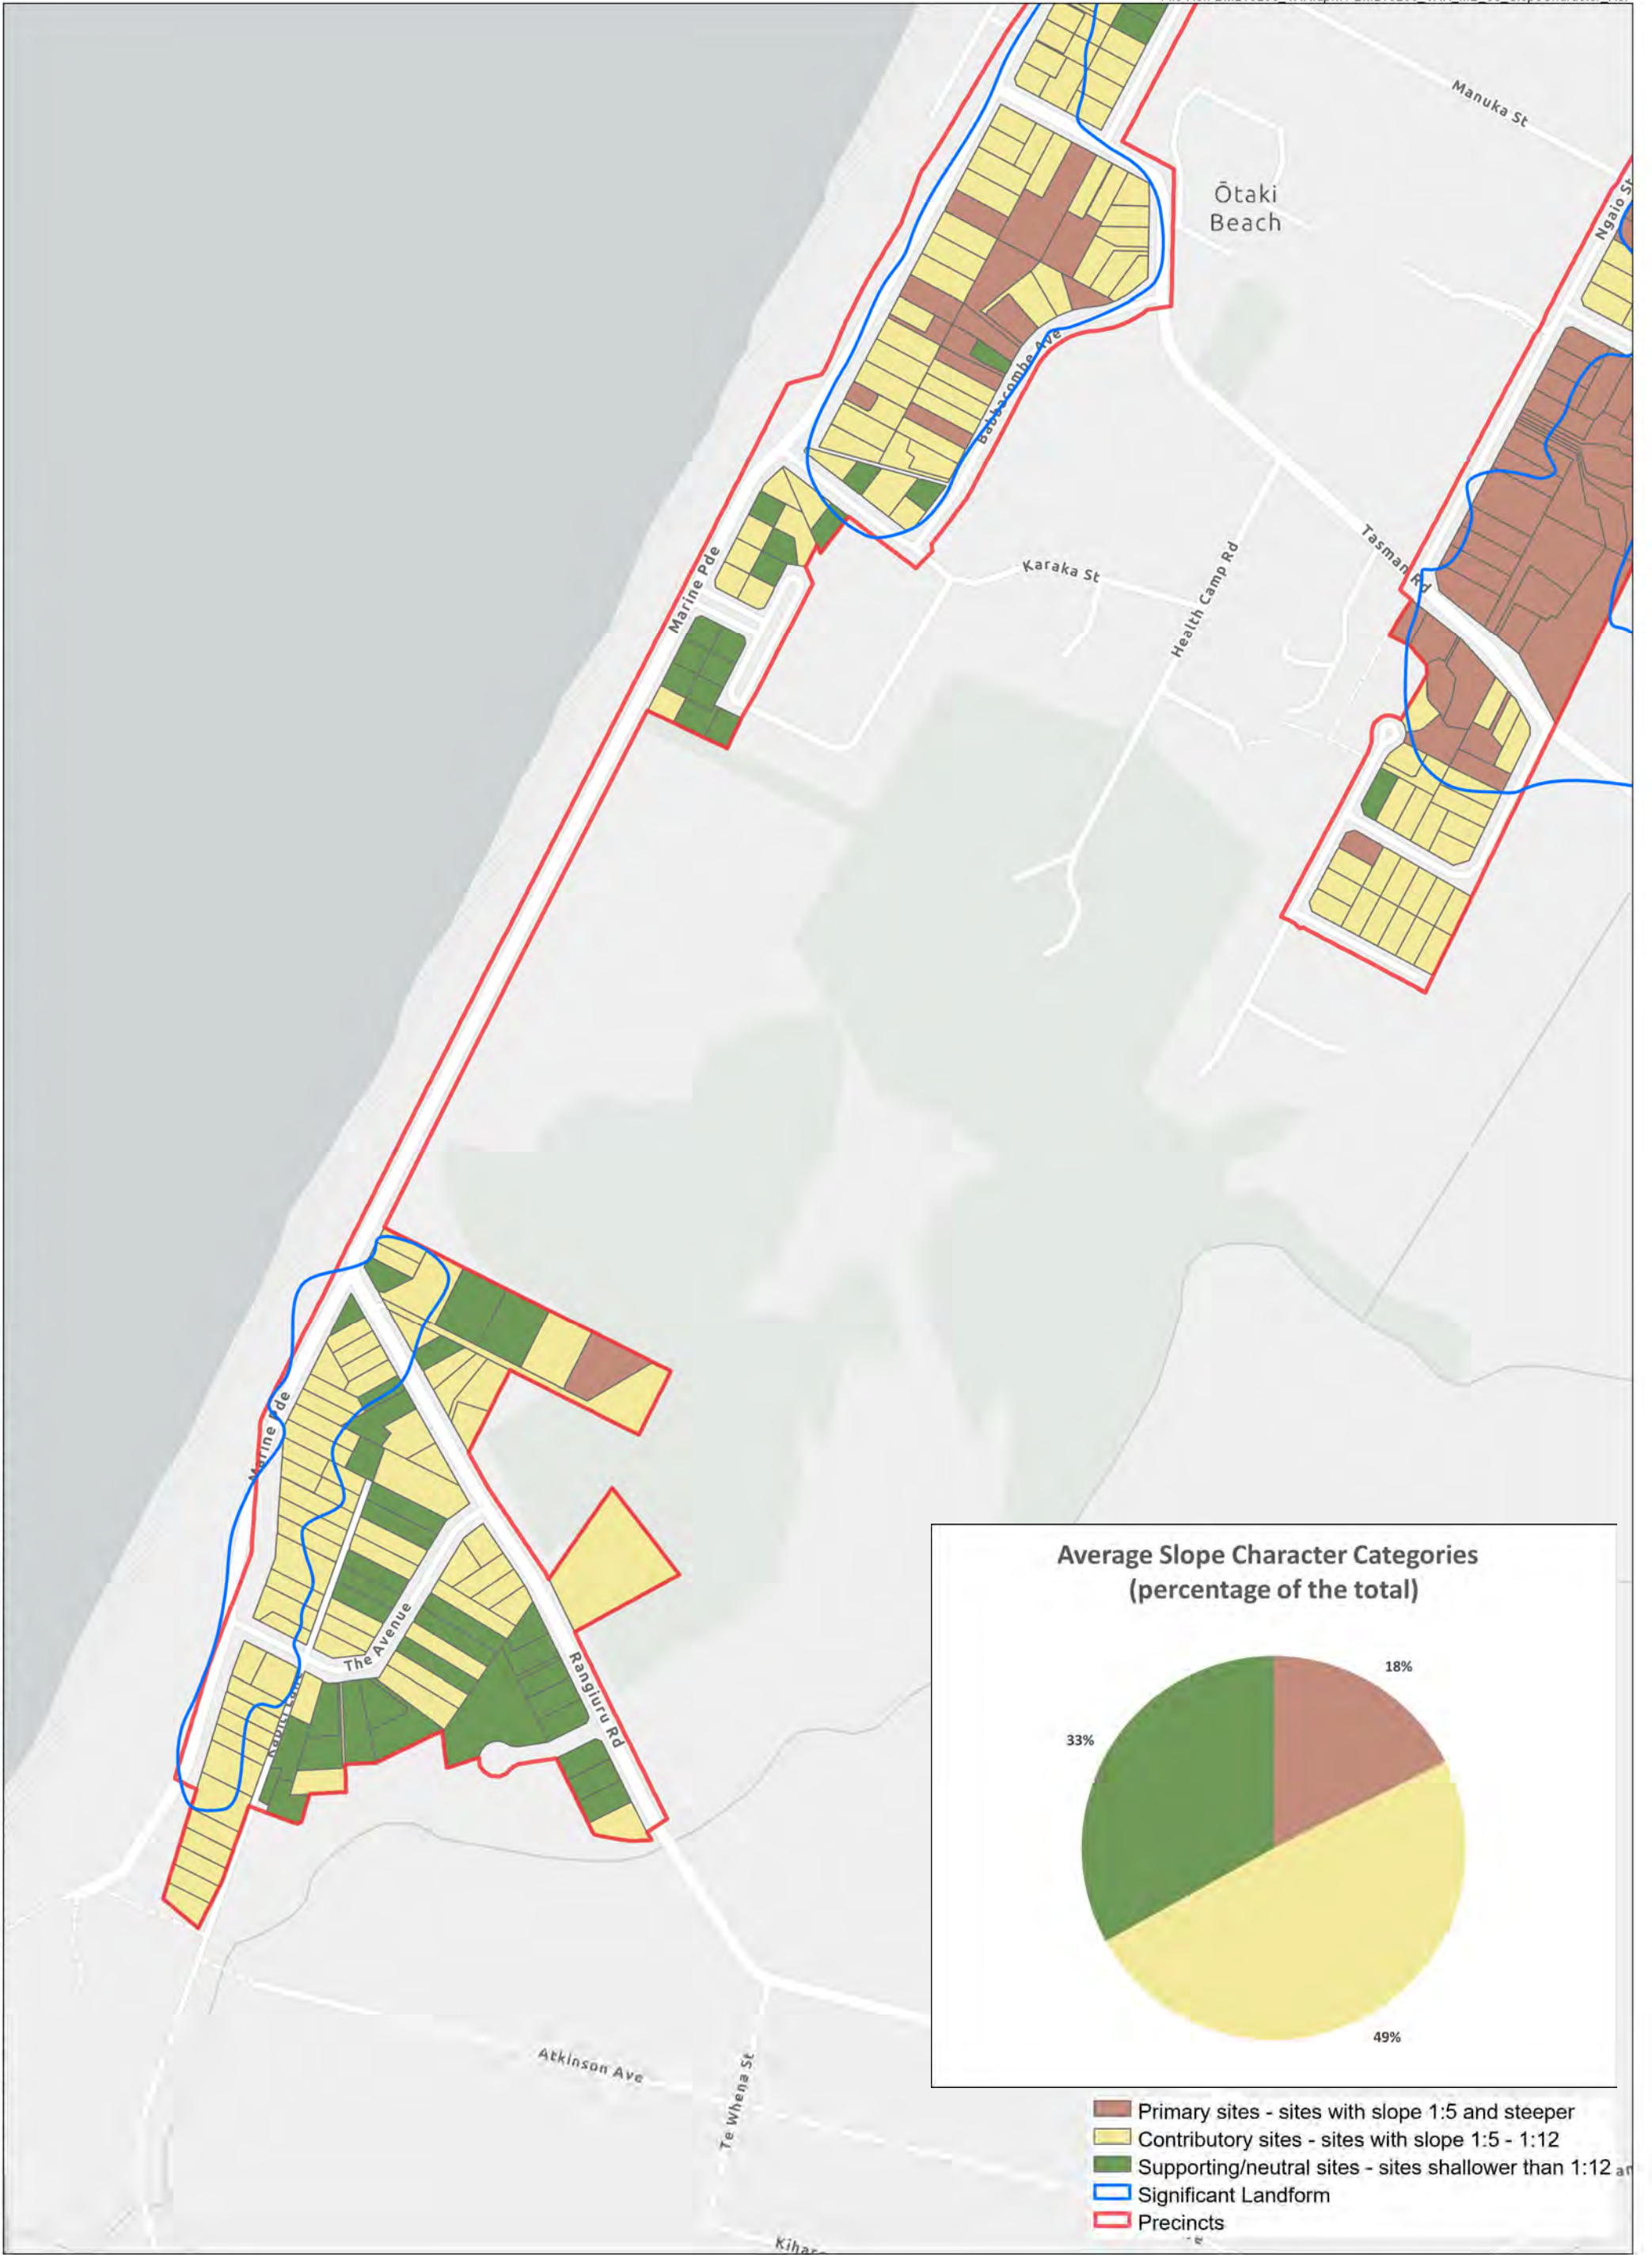 Manuka St
Ōtaki
Beach
Ngaio St
Babbacombe Ave
Tasman Rd
Marine Pde
Karaka St
Health Camp Rd
Marine Pde
The Avenue
Rangiuru Rd
Average Slope Character Categories
(percentage of the total)
18%
33%
49%
Atkinson Ave
Te Whena St
Primary sites - sites with slope 1:5 and steeper
Contributory sites - sites with slope 1:5 - 1:12
Supporting/neutral sites - sites shallower than 1:12
Significant Landform
Precincts